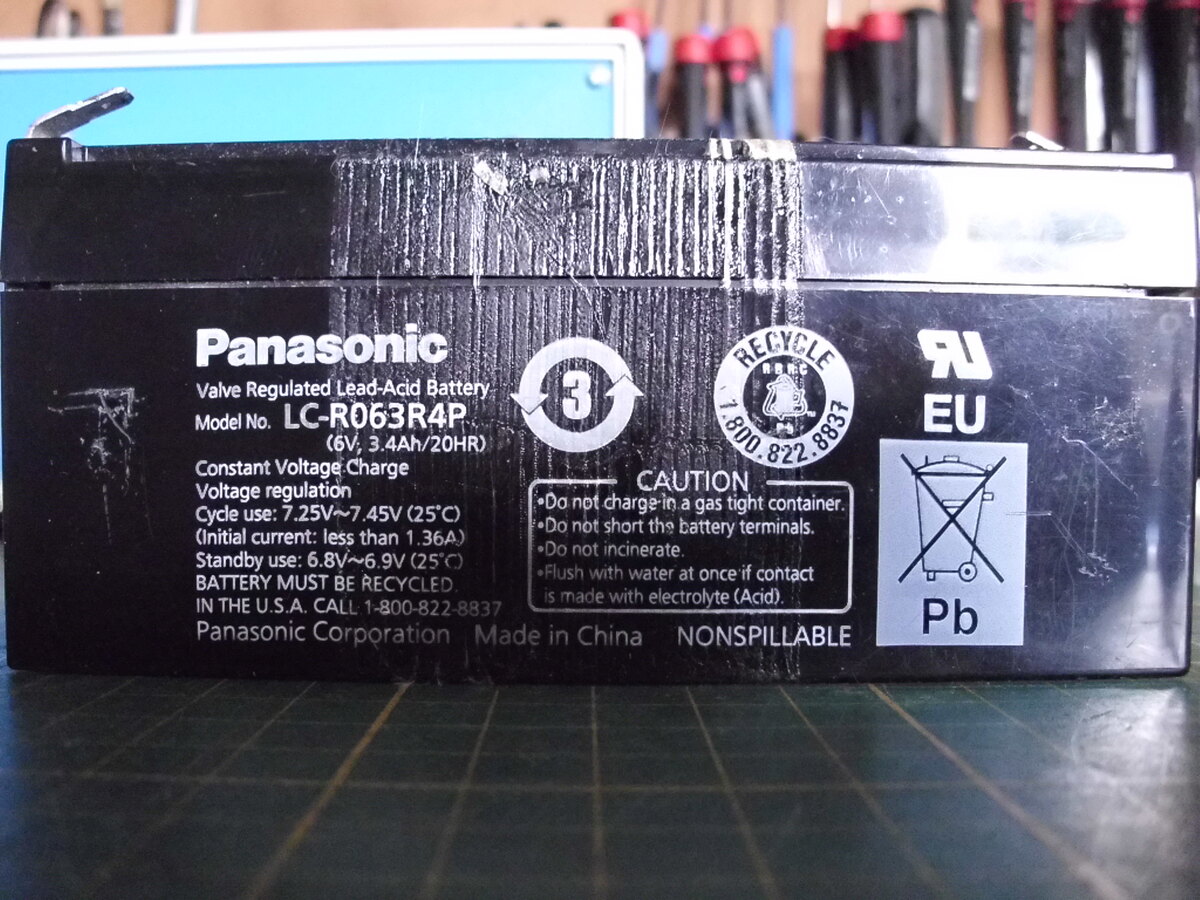 Panasonic
Valve Regulated Lead-Acid Battery
Model No. LC-R063R4P
(6V, 3.4Ah/20HR)
Constant Voltage Charge
Voltage regulation
Cycle use: 7.25V~7.45V (25°C)
(Initial current: less than 1.36A)
Standby use: 6.8V~6.9V (25°C)
BATTERY MUST BE RECYCLED.
IN THE U.S.A. CALL 1-800-822-8837
Panasonic Corporation Made in China NONSPILLABLE
3
RECYCLE
RBRC
TM
Pb
1.800.822.8837
CAUTION
•Do not charge in a gas tight container.
•Do not short the battery terminals.
•Do not incinerate.
•Flush with water at once if contact
is made with electrolyte (Acid).
RU
EU
Pb